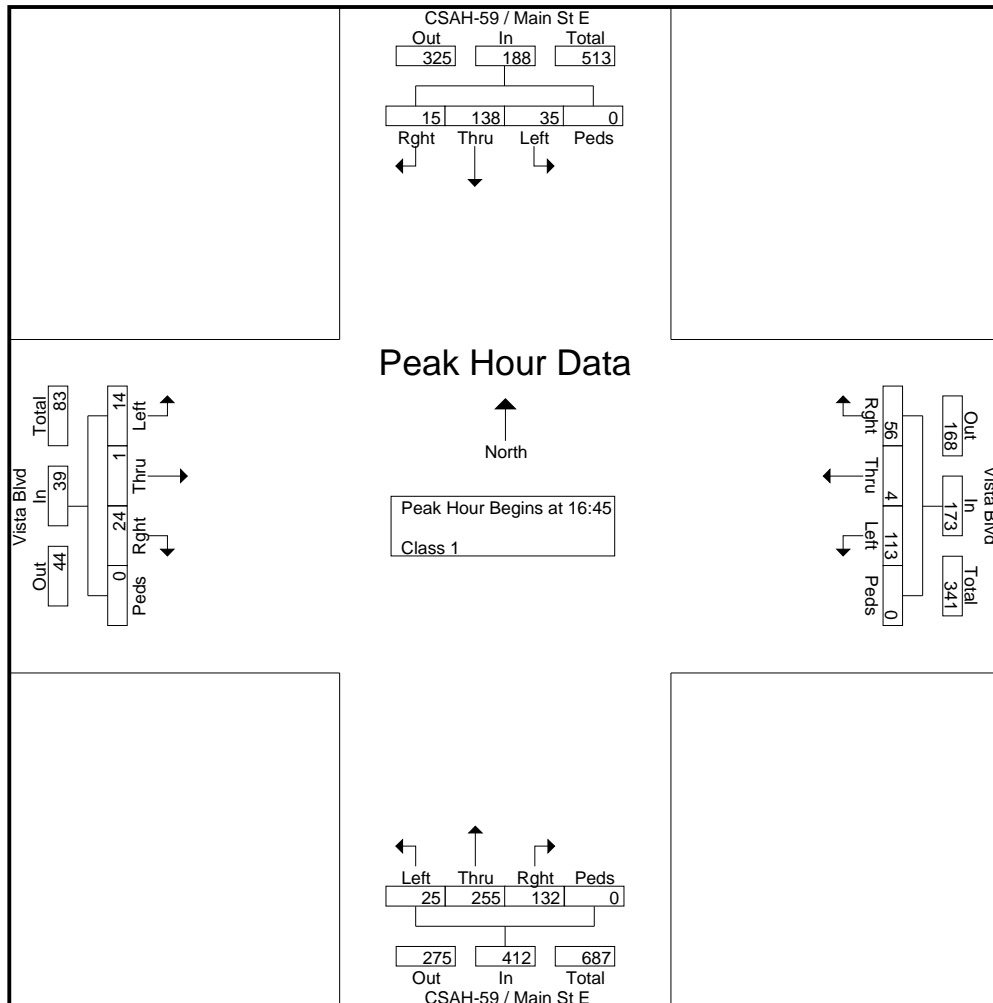 CSAH-59 / Main St E
Out In Total
325 188 513
15 138 35 0
Rght Thru Left Peds
Peak Hour Data
North
Peak Hour Begins at 16:45
Class 1
Vista Blvd
Total In Out
83 39 44
14 1 24 0
Left Thru Rght Peds
Vista Blvd
Out In Total
168 173 341
56 4 113 0
Rght Thru Left Peds
Left Thru Rght Peds
25 255 132 0
275 412 687
Out In Total
CSAH-59 / Main St E